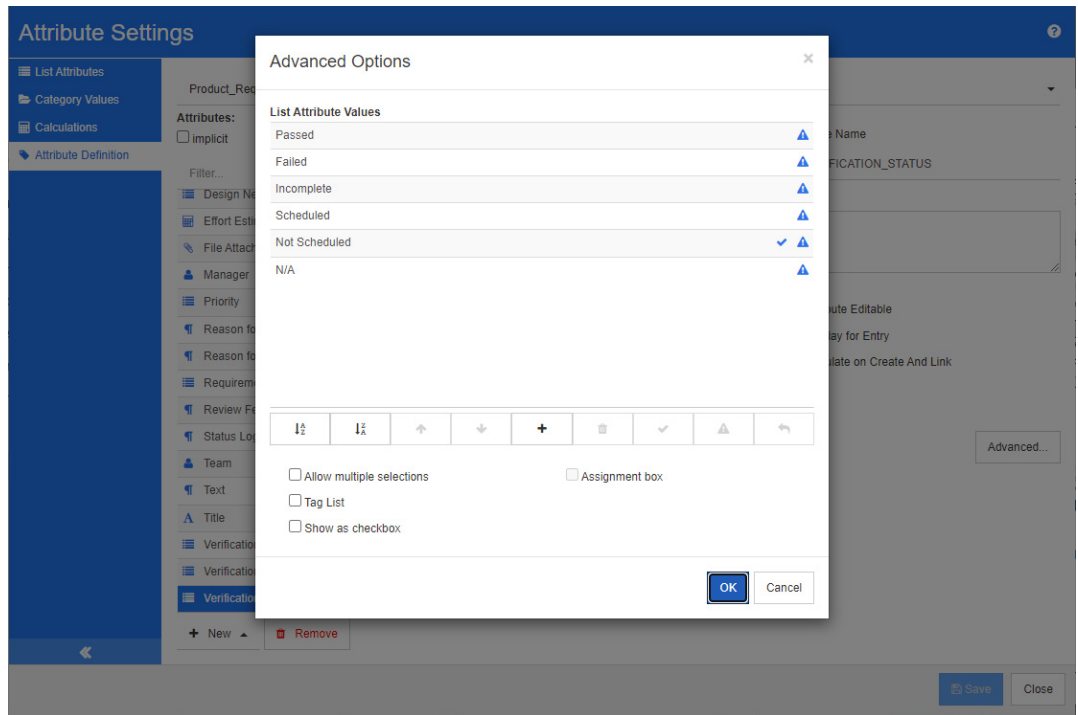 Attribute Settings
List Attributes
Category Values
Calculations
Attribute Definition
Product_Req
Attributes:
implicit
Filter...
Design Ne
Effort Esti
File Attach
Manager
Priority
Reason fo
Reason fo
Requirem
Review Fe
Status Log
Team
Text
Title
Verification
Verification
Verification
New
Remove
Advanced Options
List Attribute Values
Passed
Failed
Incomplete
Scheduled
Not Scheduled
N/A
Allow multiple selections
Assignment box
Tag List
Show as checkbox
OK Cancel
e Name
FICATION_STATUS
ute Editable
lay for Entry
ulate on Create And Link
Advanced...
Save Close